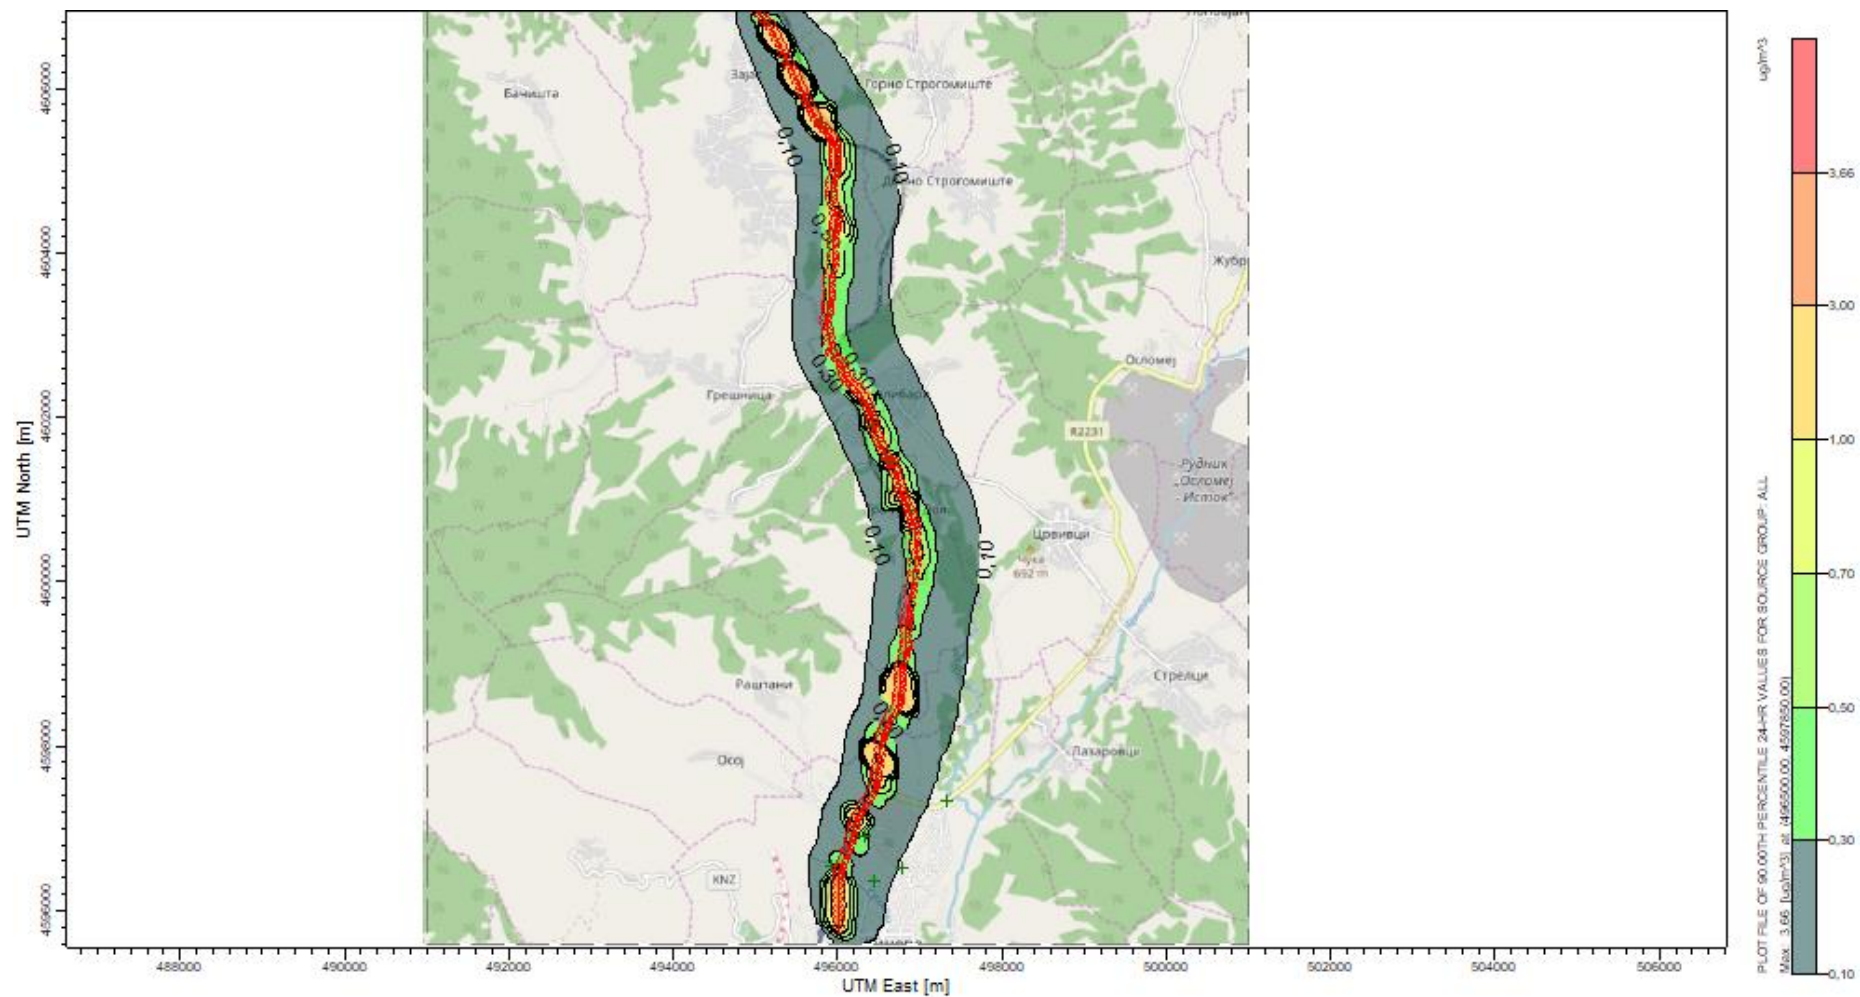 ug/m^3
4606000
4604000
4602000
4600000
4598000
4596000
UTM North [m]
Бачишта
Зајас
Горно Строгомиште
0,10
0,10
Строгомиште
0,30
0,30
Грешница
Осломеј
R2231
Рудник
„Осломеј
- Исток“
Црвивци
Чука
692 m
0,10
0,10
Раштани
Стрелци
Осој
Лазаровци
KNZ
488000
490000
492000
494000
496000
498000
500000
502000
504000
506000
UTM East [m]
PLOT FILE OF 90.00TH PERCENTILE 24-HR VALUES FOR SOURCE GROUP: ALL
Max: 3.66 [ug/m^3] at (496500.00, 4597850.00)
3,66
3,00
1,00
0,70
0,50
0,30
0,10